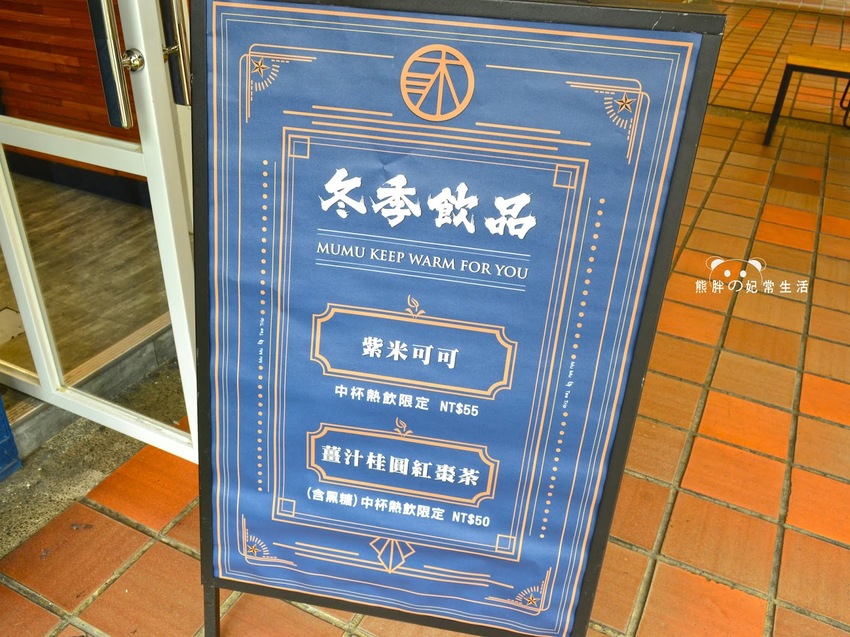 冬季飲品
MUMU KEEP WARM FOR YOU
紫米可可
中杯熱飲限定 NT$55
薑汁桂圓紅棗茶
(含黑糖)中杯熱飲限定 NT$50
熊胖の妃常生活